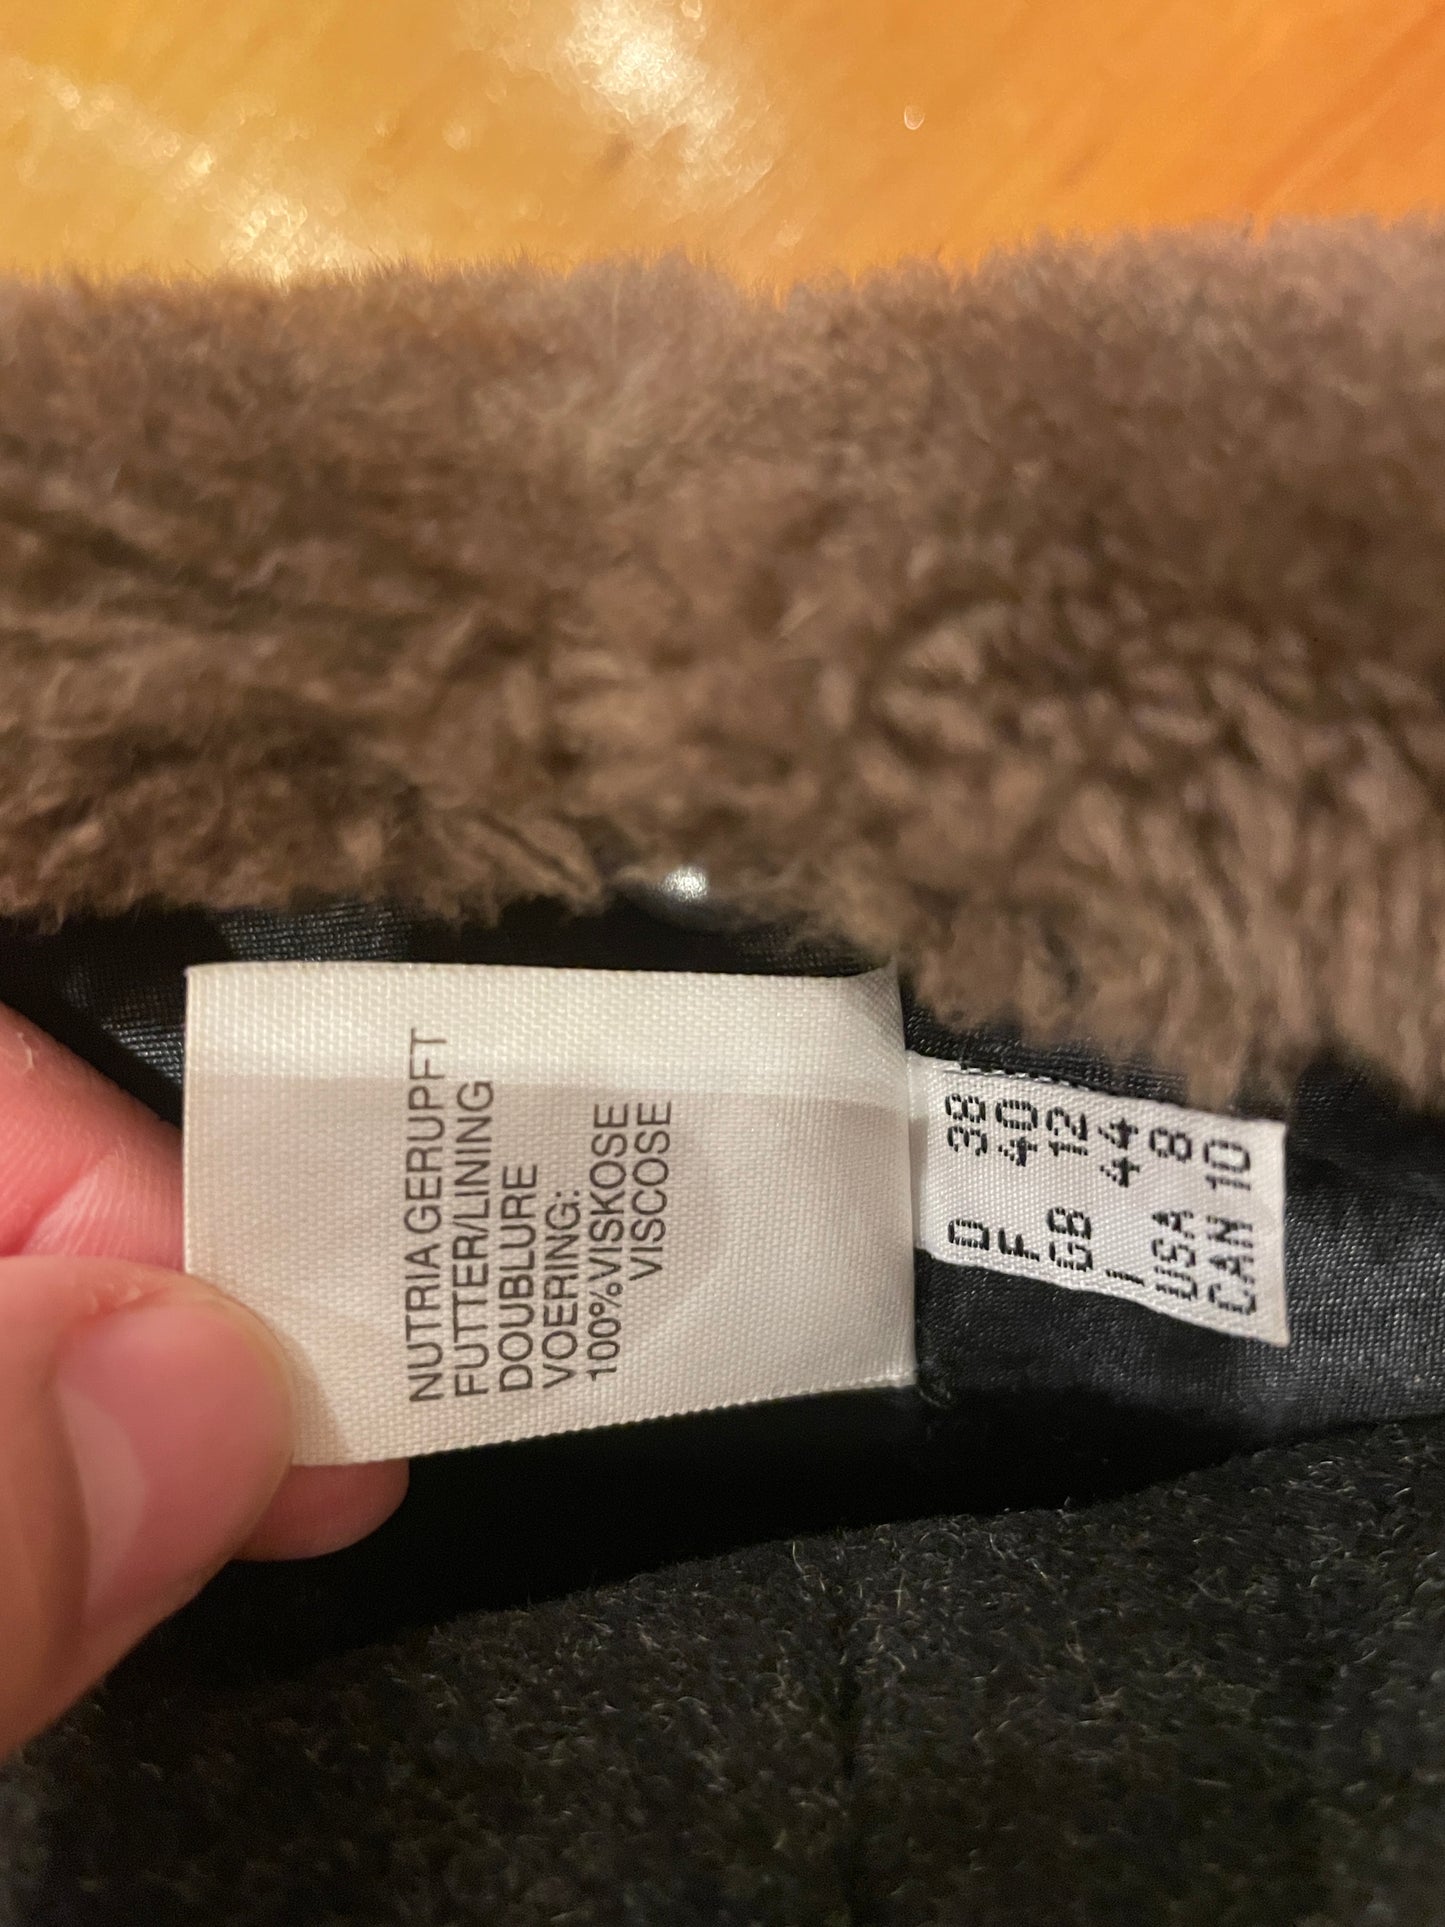 NUTRIA GERUPFT
FUTTER/LINING
DOUBLURE
VOERING:
100%VISKOSE
VISCOSE
D 38
F 40
GB 12
I 44
USA 8
CAN 10